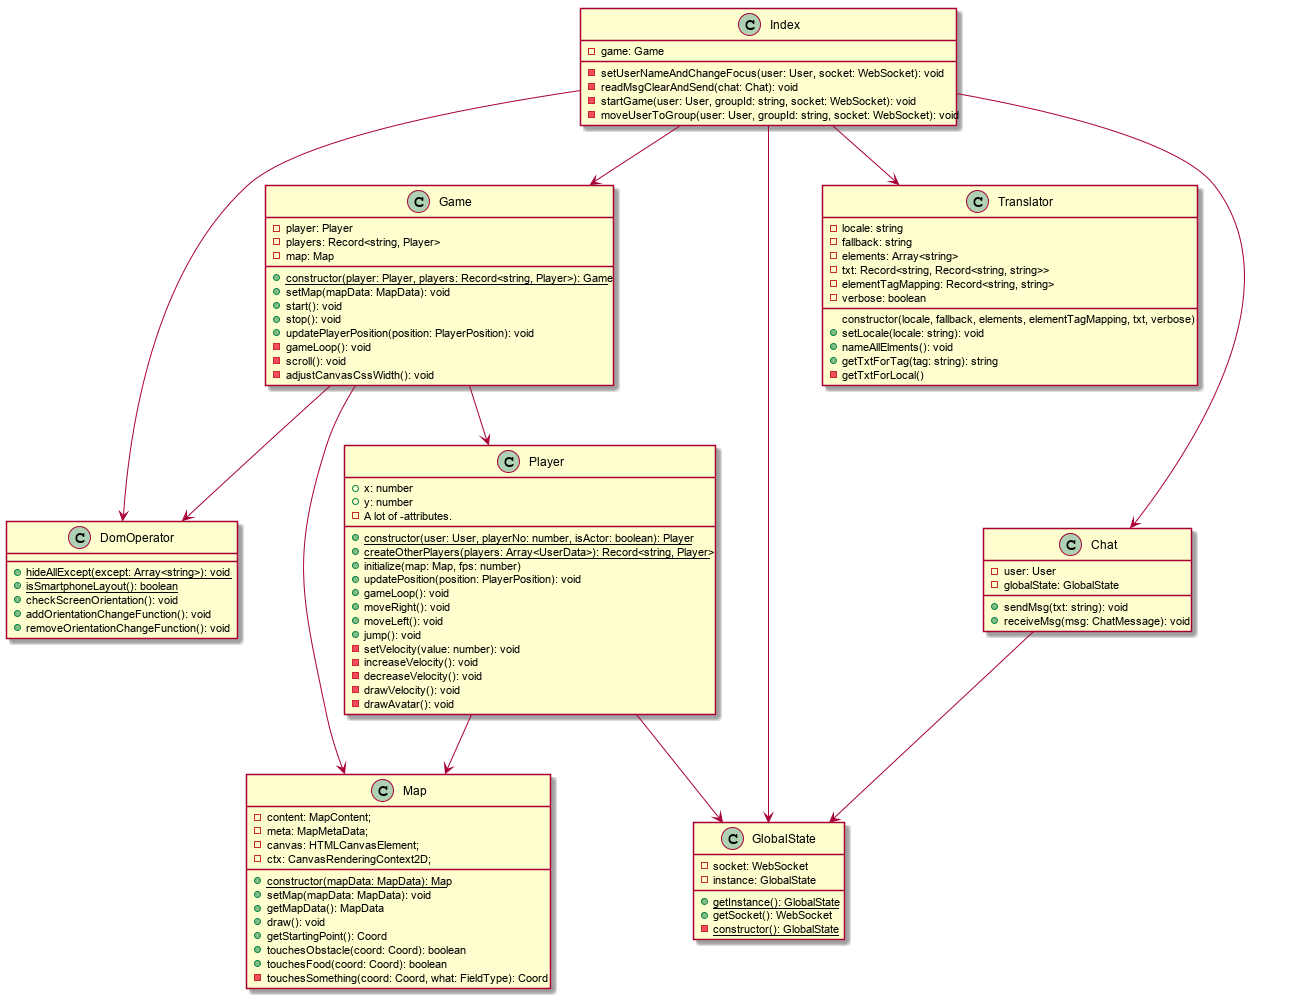 C Index
game: Game
setUserNameAndChangeFocus(user: User, socket: WebSocket): void
readMsgClearAndSend(chat: Chat): void
startGame(user: User, groupId: string, socket: WebSocket): void
moveUserToGroup(user: User, groupId: string, socket: WebSocket): void
C Game
player: Player
players: Record<string, Player>
map: Map
constructor(player: Player, players: Record<string, Player>): Game
setMap(mapData: MapData): void
start(): void
stop(): void
updatePlayerPosition(position: PlayerPosition): void
gameLoop(): void
scroll(): void
adjustCanvasCssWidth(): void
C Translator
locale: string
fallback: string
elements: Array<string>
txt: Record<string, Record<string, string>>
elementTagMapping: Record<string, string>
verbose: boolean
constructor(locale, fallback, elements, elementTagMapping, txt, verbose)
setLocale(locale: string): void
nameAllElments(): void
getTxtForTag(tag: string): string
getTxtForLocal()
C Player
x: number
y: number
A lot of -attributes.
constructor(user: User, playerNo: number, isActor: boolean): Player
createOtherPlayers(players: Array<UserData>): Record<string, Player>
initialize(map: Map, fps: number)
updatePosition(position: PlayerPosition): void
gameLoop(): void
moveRight(): void
moveLeft(): void
jump(): void
setVelocity(value: number): void
increaseVelocity(): void
decreaseVelocity(): void
drawVelocity(): void
drawAvatar(): void
C DomOperator
hideAllExcept(except: Array<string>): void
isSmartphoneLayout(): boolean
checkScreenOrientation(): void
addOrientationChangeFunction(): void
removeOrientationChangeFunction(): void
C Chat
user: User
globalState: GlobalState
sendMsg(txt: string): void
receiveMsg(msg: ChatMessage): void
C Map
content: MapContent;
meta: MapMetaData;
canvas: HTMLCanvasElement;
ctx: CanvasRenderingContext2D;
constructor(mapData: MapData): Map
setMap(mapData: MapData): void
getMapData(): MapData
draw(): void
getStartingPoint(): Coord
touchesObstacle(coord: Coord): boolean
touchesFood(coord: Coord): boolean
touchesSomething(coord: Coord, what: FieldType): Coord
C GlobalState
socket: WebSocket
instance: GlobalState
getInstance(): GlobalState
getSocket(): WebSocket
constructor(): GlobalState